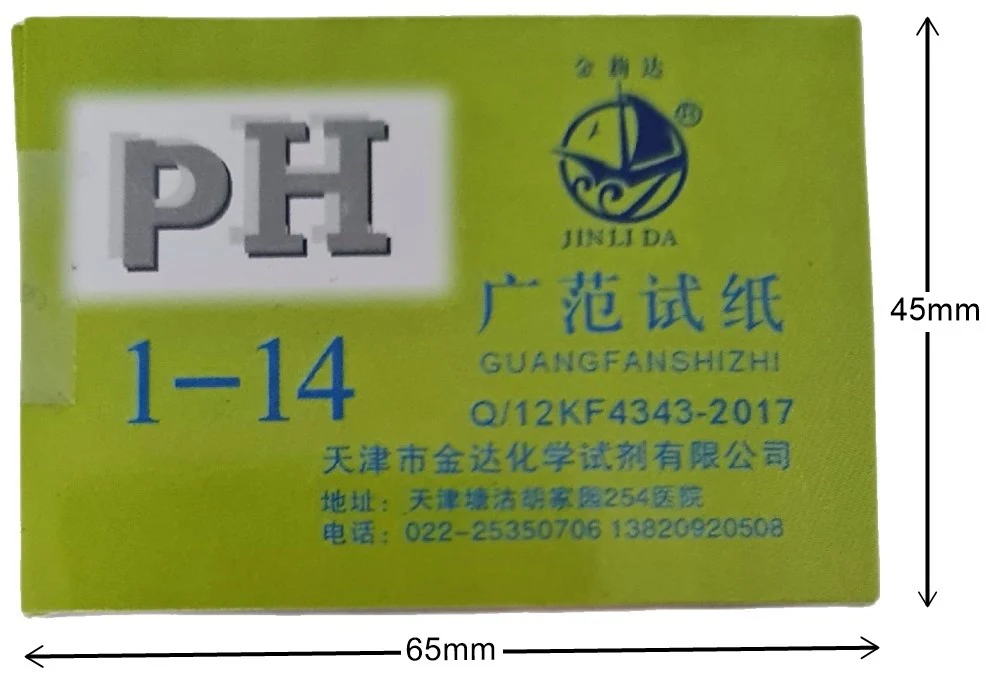 金利达
®
JINLI DA
pH
广范试纸
GUANGFANSHIZHI
1-14
Q/12KF4343-2017
天津市金达化学试剂有限公司
地址：天津塘沽胡家园254医院
电话：022-25350706 13820920508
45mm
65mm